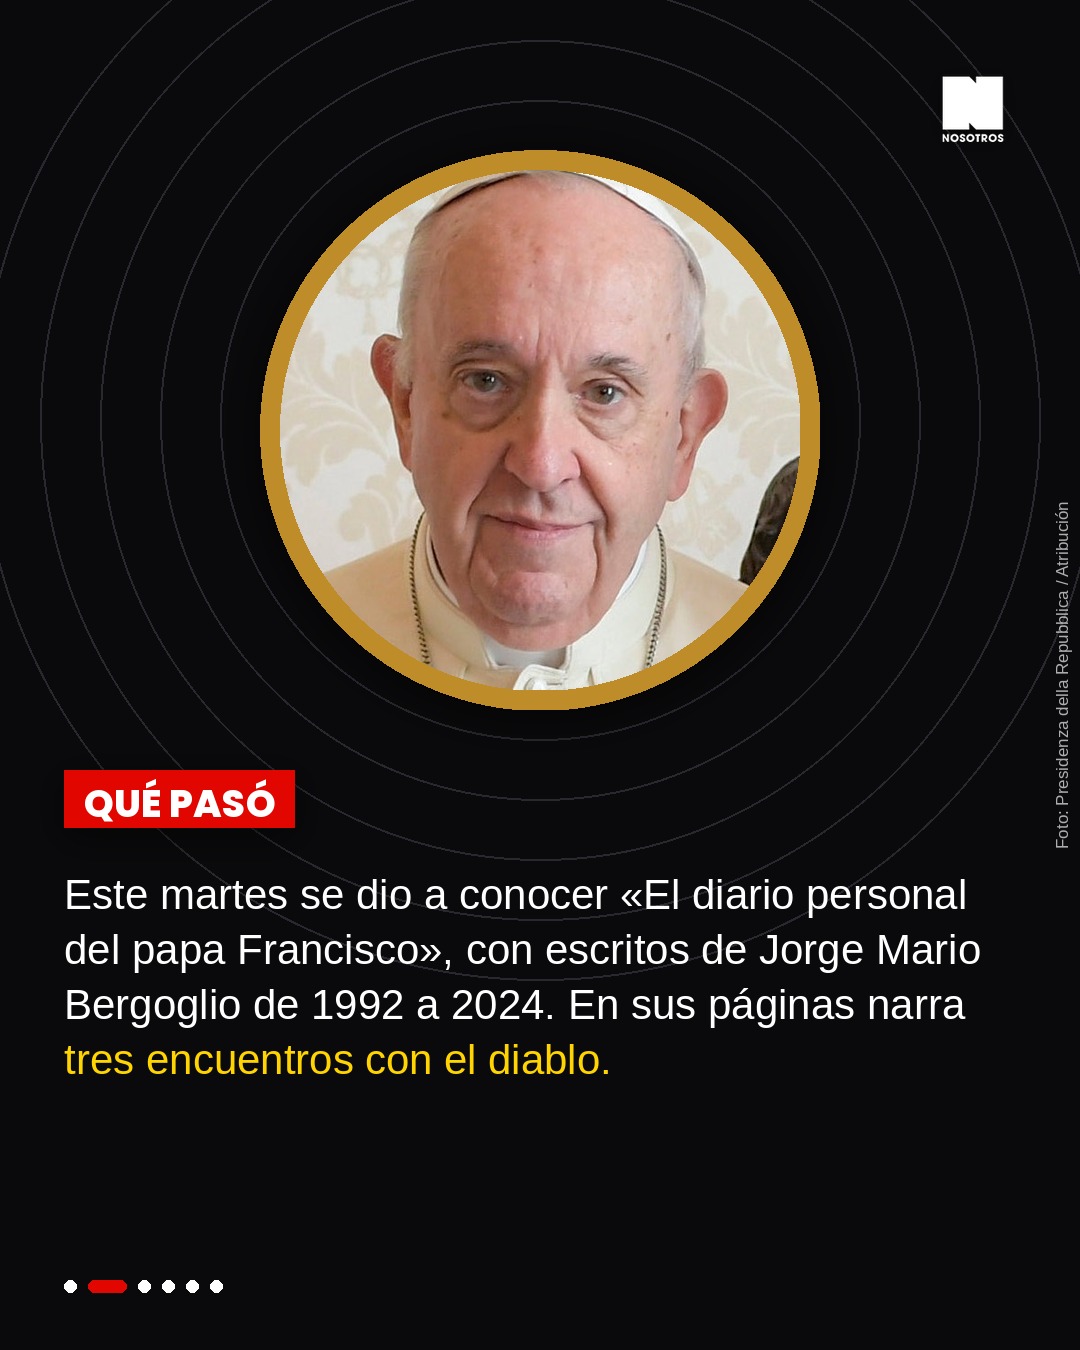 NOSOTROS
Foto: Presidenza della Repubblica / Atribución
QUÉ PASÓ
Este martes se dio a conocer «El diario personal
del papa Francisco», con escritos de Jorge Mario
Bergoglio de 1992 a 2024. En sus páginas narra
tres encuentros con el diablo.